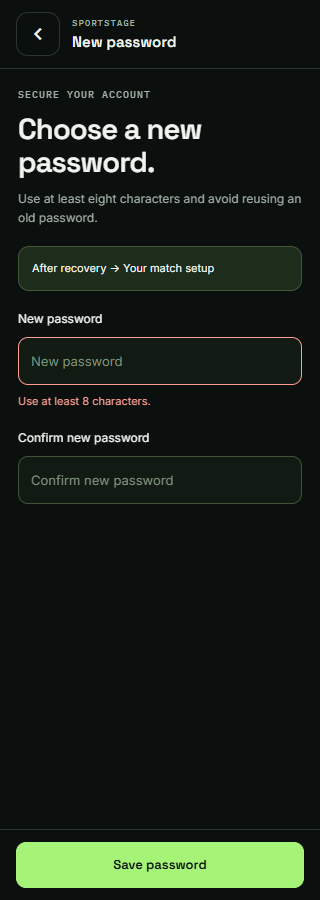 SPORTSTAGE
New password
SECURE YOUR ACCOUNT
Choose a new
password.
Use at least eight characters and avoid reusing an
old password.
After recovery → Your match setup
New password
New password
Use at least 8 characters.
Confirm new password
Confirm new password
Save password